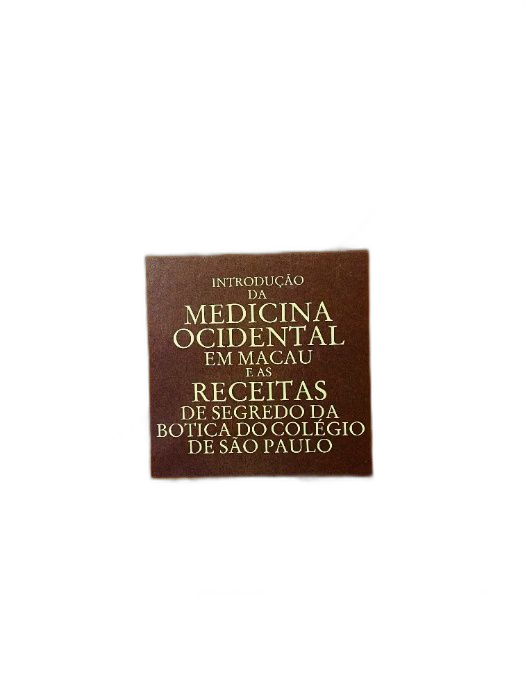 INTRODUÇÃO
DA
MEDICINA
OCIDENTAL
EM MACAU
E AS
RECEITAS
DE SEGREDO DA
BOTICA DO COLÉGIO
DE SÃO PAULO